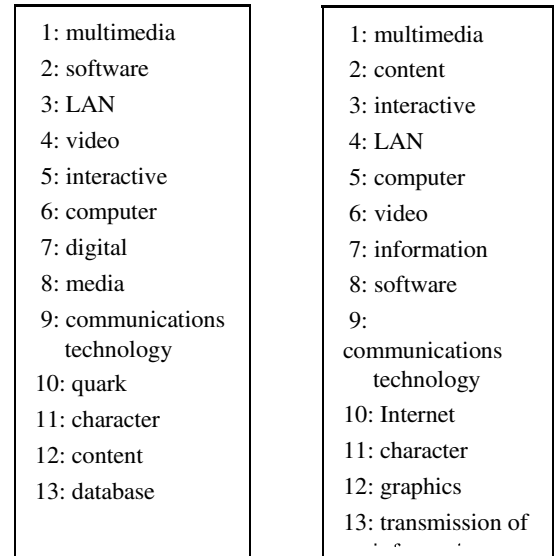 1: multimedia
2: software
3: LAN
4: video
5: interactive
6: computer
7: digital
8: media
9: communications
technology
10: quark
11: character
12: content
13: database
1: multimedia
2: content
3: interactive
4: LAN
5: computer
6: video
7: information
8: software
9:
communications
technology
10: Internet
11: character
12: graphics
13: transmission of